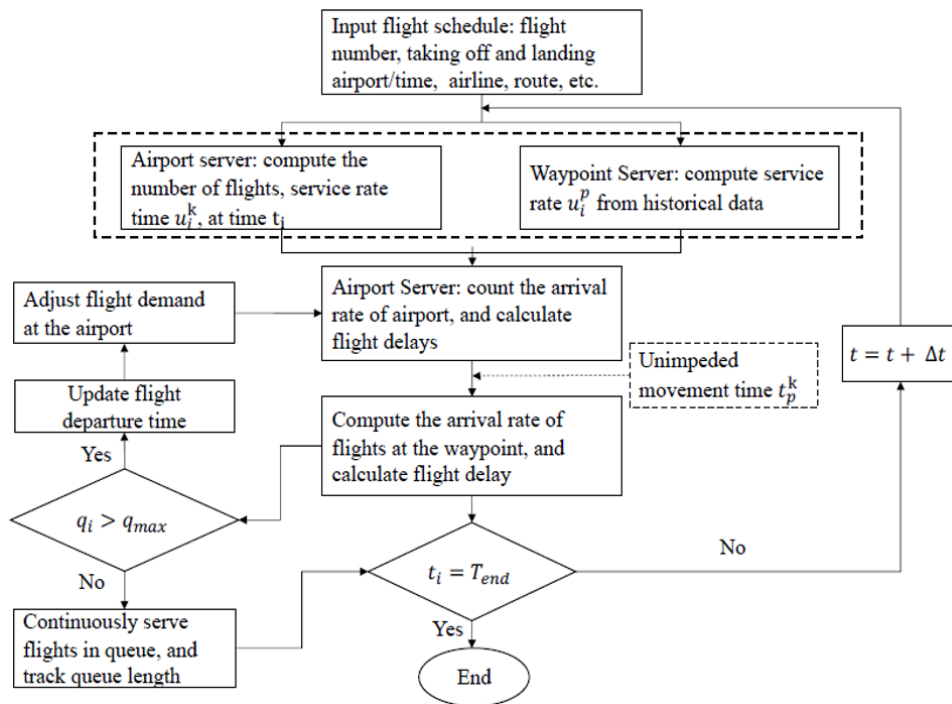 Input flight schedule: flight
number, taking off and landing
airport/time, airline, route, etc.
Airport server: compute the
number of flights, service rate
time u_i^k, at time t_i
Waypoint Server: compute service
rate u_i^p from historical data
Airport Server: count the arrival
rate of airport, and calculate
flight delays
Adjust flight demand
at the airport
t = t + Δt
Unimpeded
movement time t_p^k
Update flight
departure time
Compute the arrival rate of
flights at the waypoint, and
calculate flight delay
Yes
q_i > q_max
No
t_i = T_end
No
Continuously serve
flights in queue, and
track queue length
Yes
End